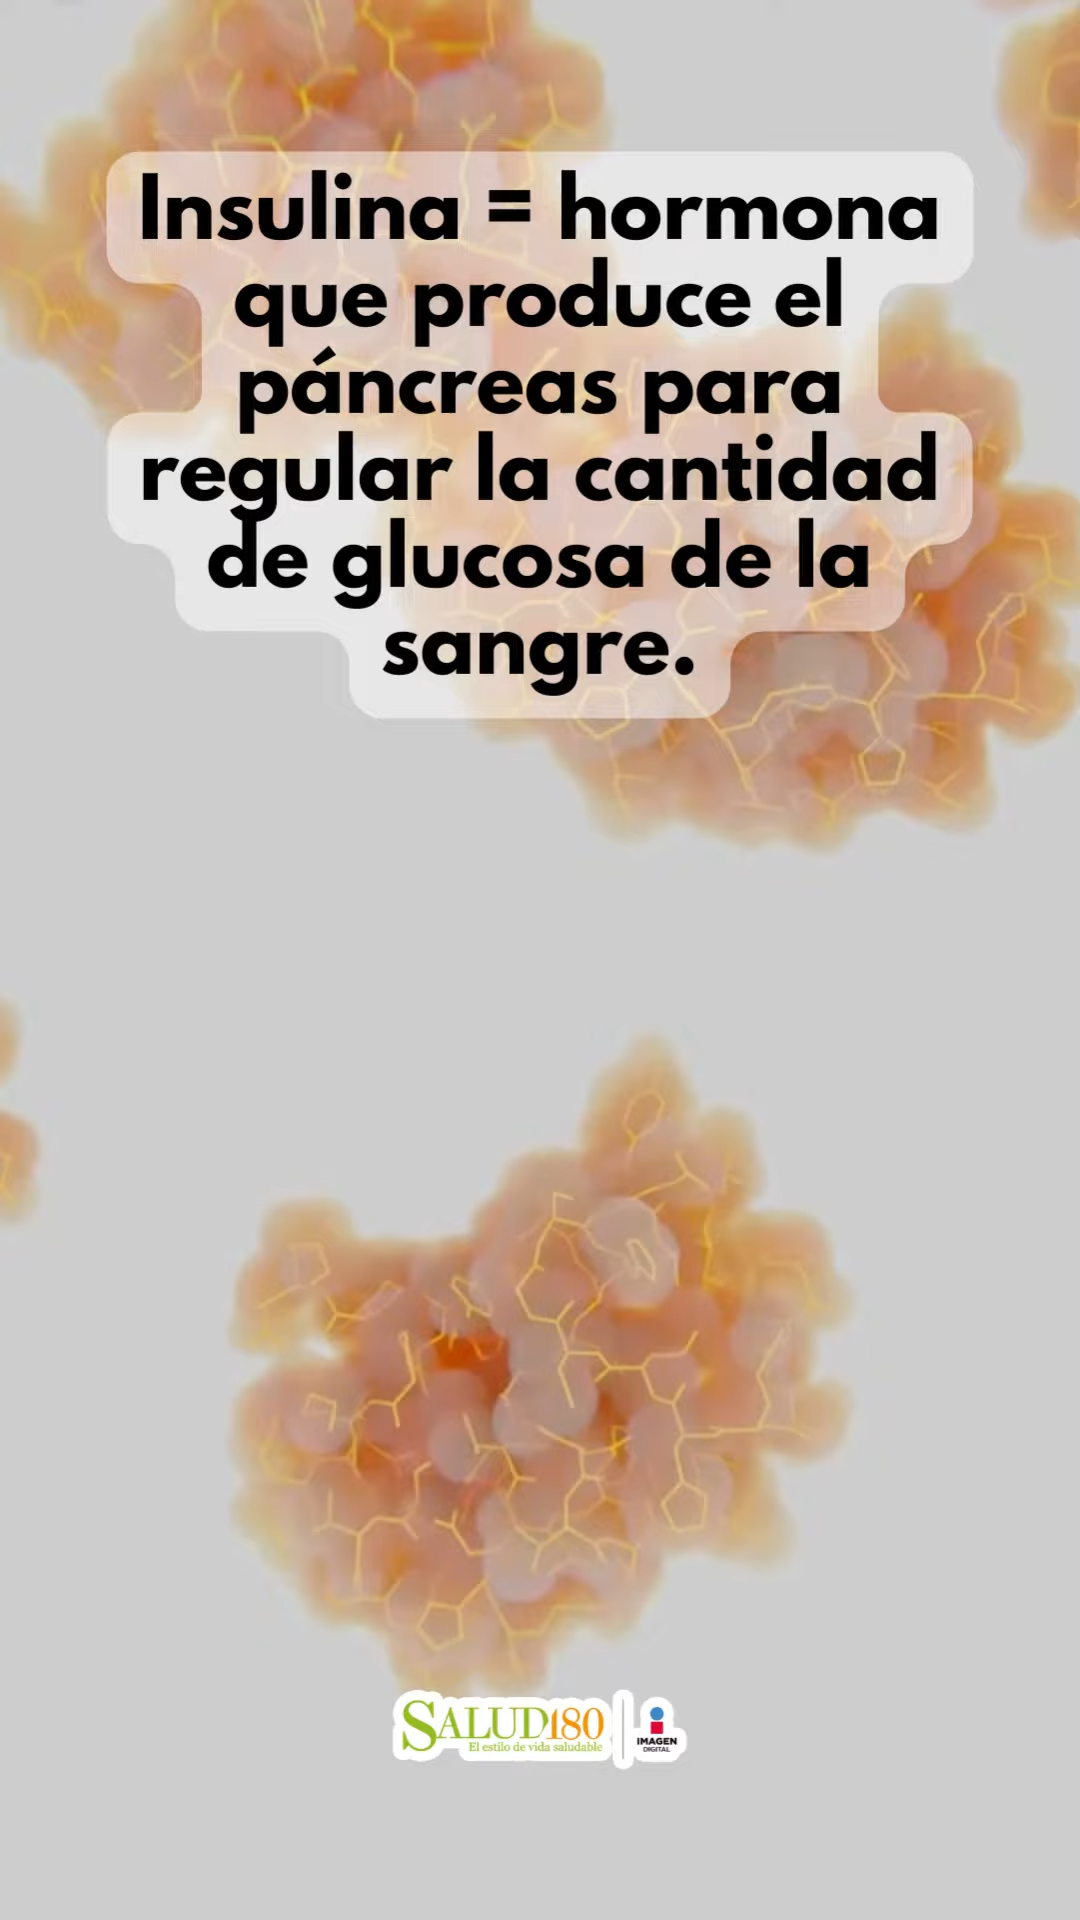 Insulina = hormona
que produce el
páncreas para
regular la cantidad
de glucosa de la
sangre.
SALUD180
El estilo de vida saludable
IMAGEN
DIGITAL